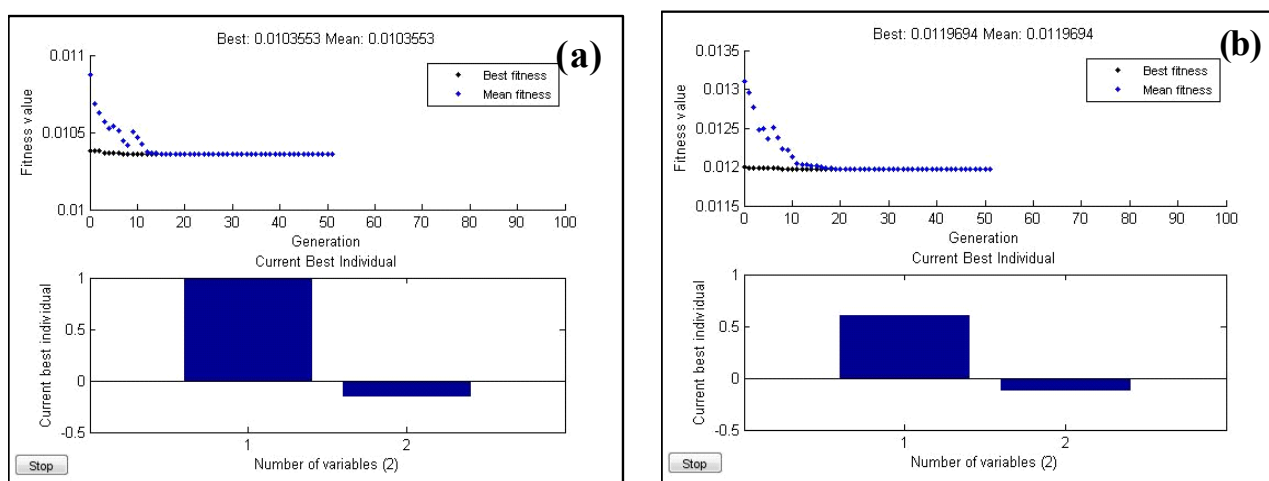 (a)
Best: 0.0103553 Mean: 0.0103553
0.011
0.0105
0.01
Fitness value
Best fitness
Mean fitness
0 10 20 30 40 50 60 70 80 90 100
Generation
Current Best Individual
1
0.5
0
-0.5
Current best individual
1 2
Number of variables (2)
Stop
(b)
Best: 0.0119694 Mean: 0.0119694
0.0135
0.013
0.0125
0.012
0.0115
Fitness value
Best fitness
Mean fitness
0 10 20 30 40 50 60 70 80 90 100
Generation
Current Best Individual
1
0.5
0
-0.5
Current best individual
1 2
Number of variables (2)
Stop